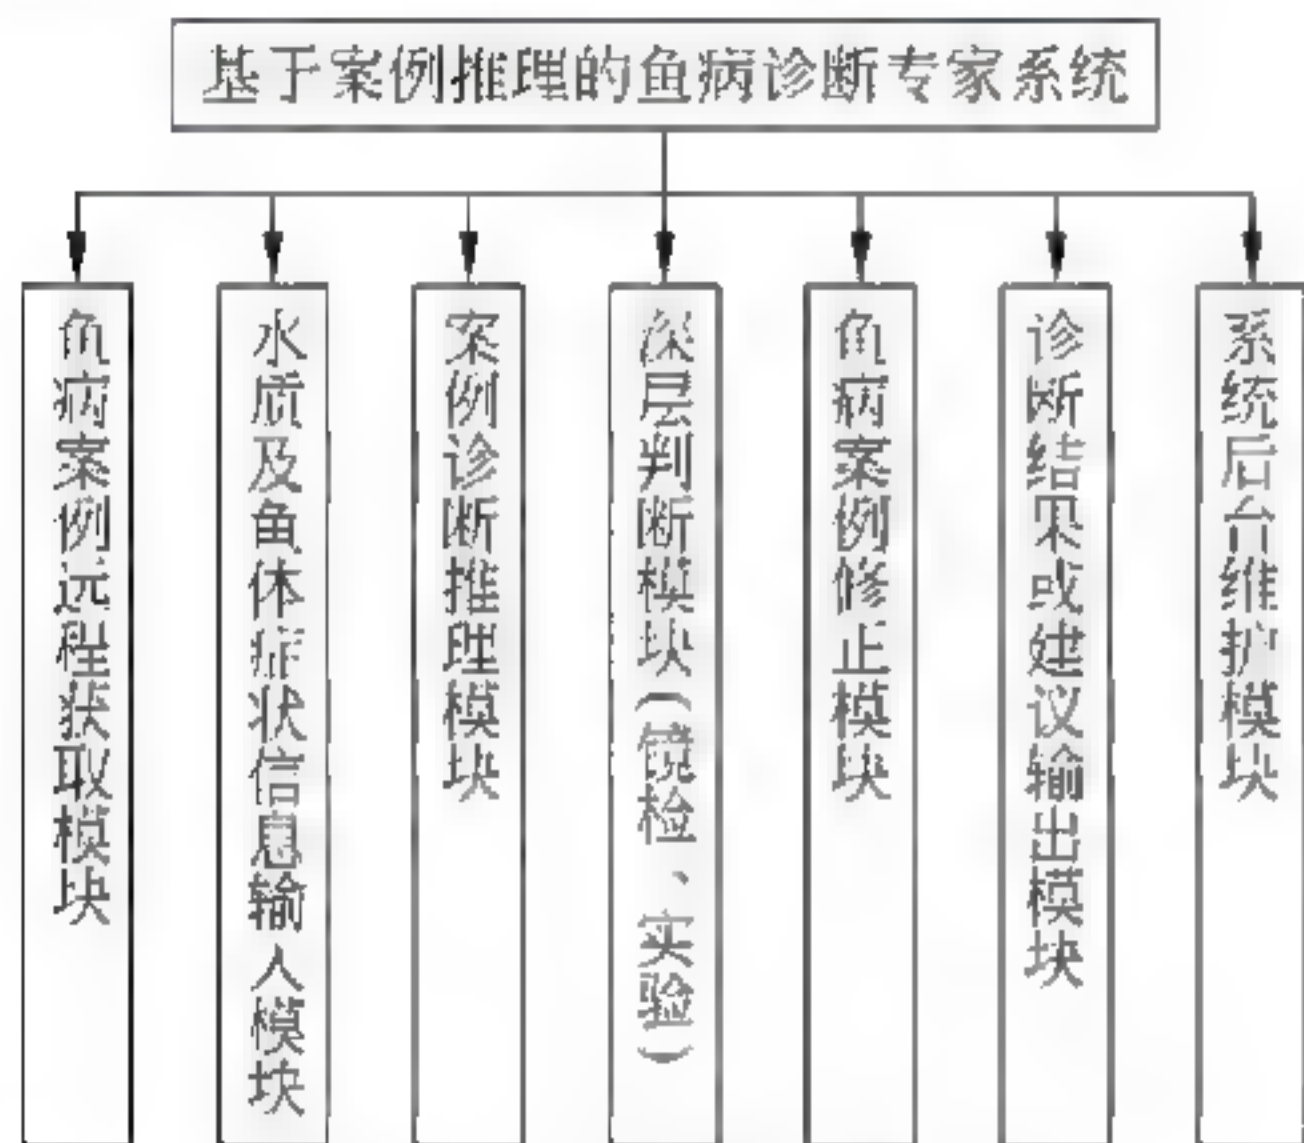 基于案例推理的鱼病诊断专家系统
鱼病案例远程获取模块
水质及鱼体症状信息输入模块
案例诊断推理模块
深层判断模块(镜检、实验)
鱼病案例修正模块
诊断结果或建议输出模块
系统后台维护模块